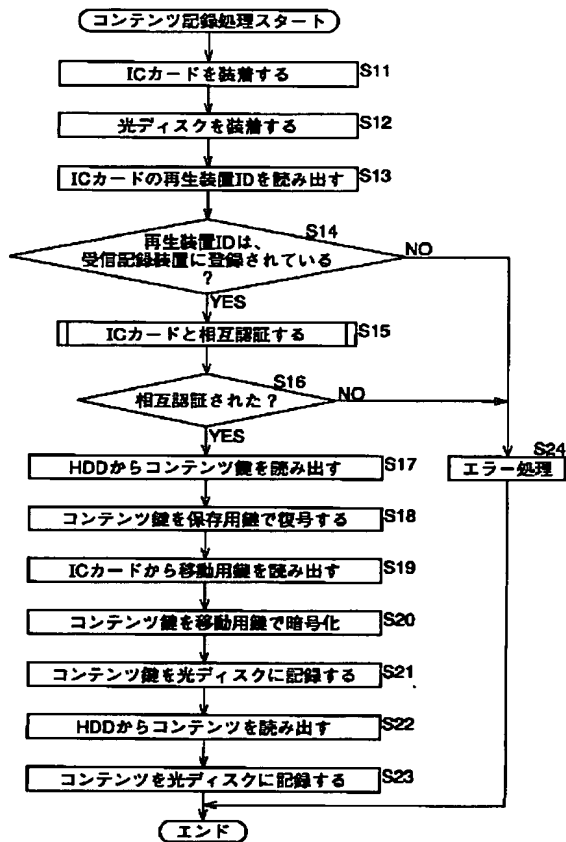 コンテンツ記録処理スタート
ICカードを装着する S11
光ディスクを装着する S12
ICカードの再生装置IDを読み出す S13
S14
再生装置IDは、
受信記録装置に登録されている
?
NO
YES
ICカードと相互認証する S15
S16
相互認証された?
NO
YES
HDDからコンテンツ鍵を読み出す S17
S24
エラー処理
コンテンツ鍵を保存用鍵で復号する S18
ICカードから移動用鍵を読み出す S19
コンテンツ鍵を移動用鍵で暗号化 S20
コンテンツ鍵を光ディスクに記録する S21
HDDからコンテンツを読み出す S22
コンテンツを光ディスクに記録する S23
エンド